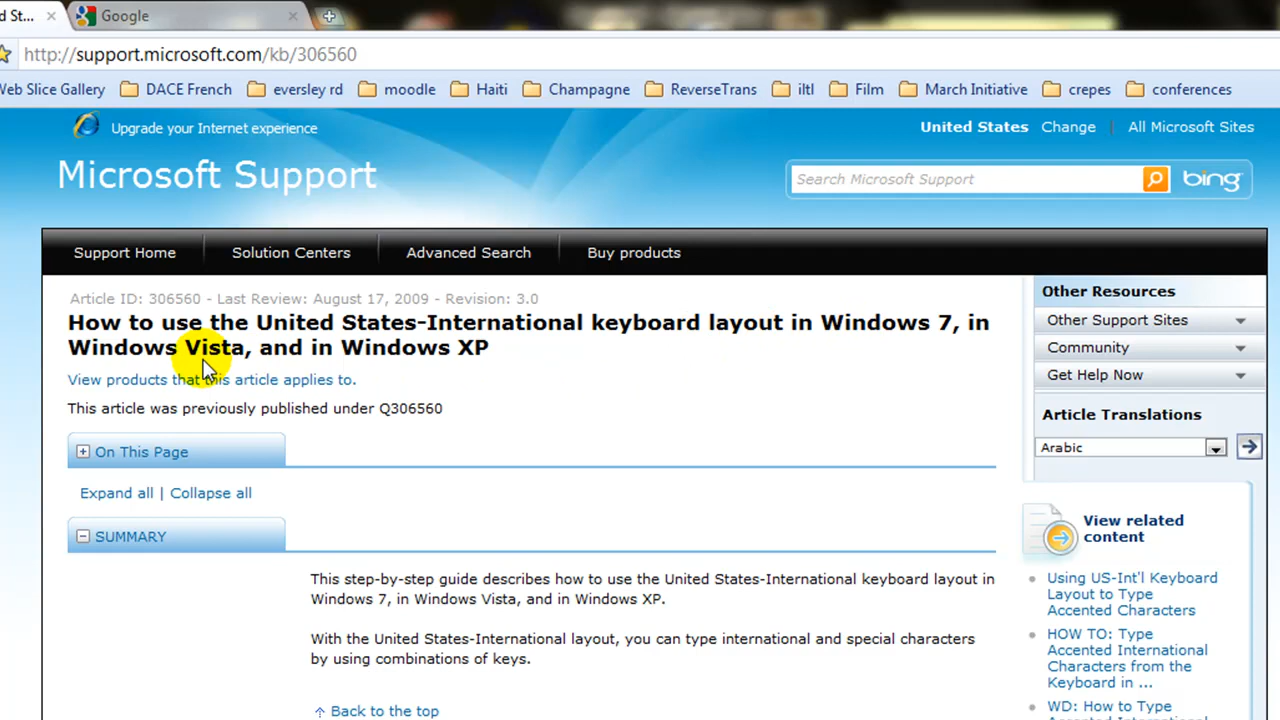 d St...
Google
http://support.microsoft.com/kb/306560
Web Slice Gallery DACE French eversley rd moodle Haiti Champagne ReverseTrans iltl Film March Initiative crepes conferences
Upgrade your Internet experience
United States Change | All Microsoft Sites
Microsoft Support
Search Microsoft Support
bing
Support Home Solution Centers Advanced Search Buy products
Article ID: 306560 - Last Review: August 17, 2009 - Revision: 3.0
How to use the United States-International keyboard layout in Windows 7, in
Windows Vista, and in Windows XP
View products that this article applies to.
This article was previously published under Q306560
On This Page
Expand all | Collapse all
SUMMARY
This step-by-step guide describes how to use the United States-International keyboard layout in
Windows 7, in Windows Vista, and in Windows XP.
With the United States-International layout, you can type international and special characters
by using combinations of keys.
Back to the top
Other Resources
Other Support Sites
Community
Get Help Now
Article Translations
Arabic
View related
content
Using US-Int'l Keyboard
Layout to Type
Accented Characters
HOW TO: Type
Accented International
Characters from the
Keyboard in ...
WD: How to Type